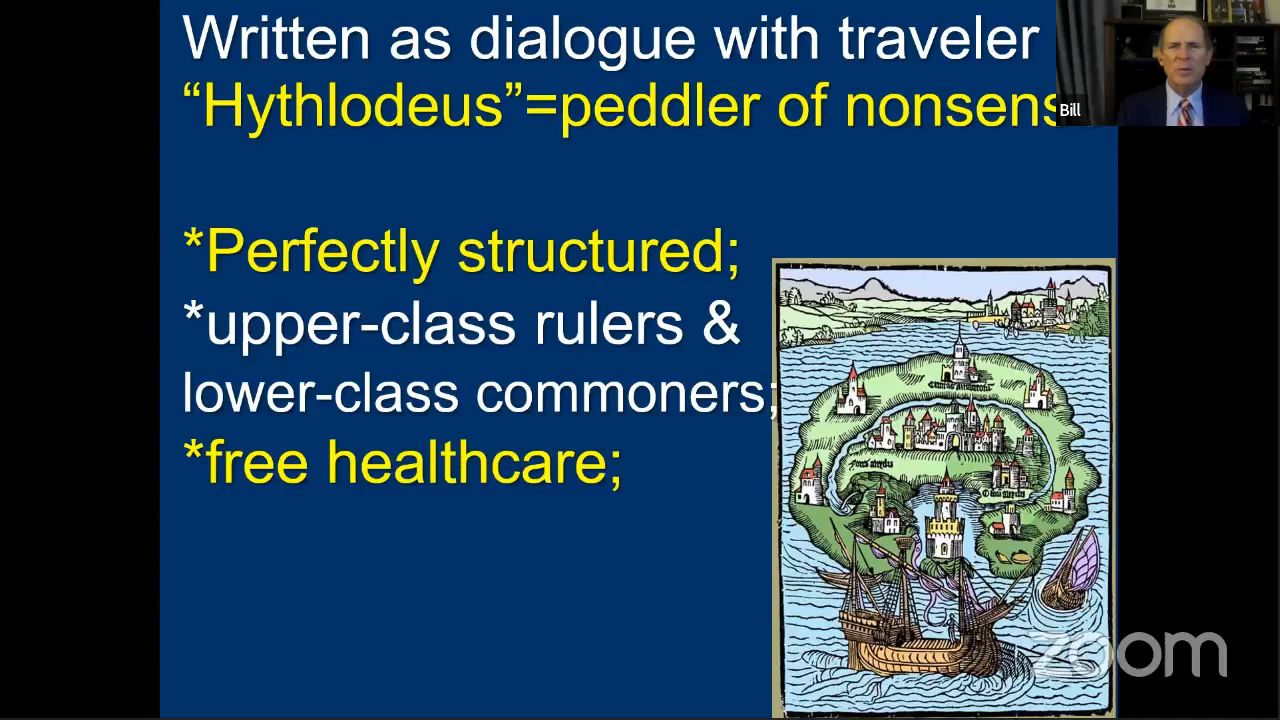 Written as dialogue with traveler
“Hythlodeus”=peddler of nonsens
Bill
*Perfectly structured;
*upper-class rulers &
lower-class commoners;
*free healthcare;
zoom